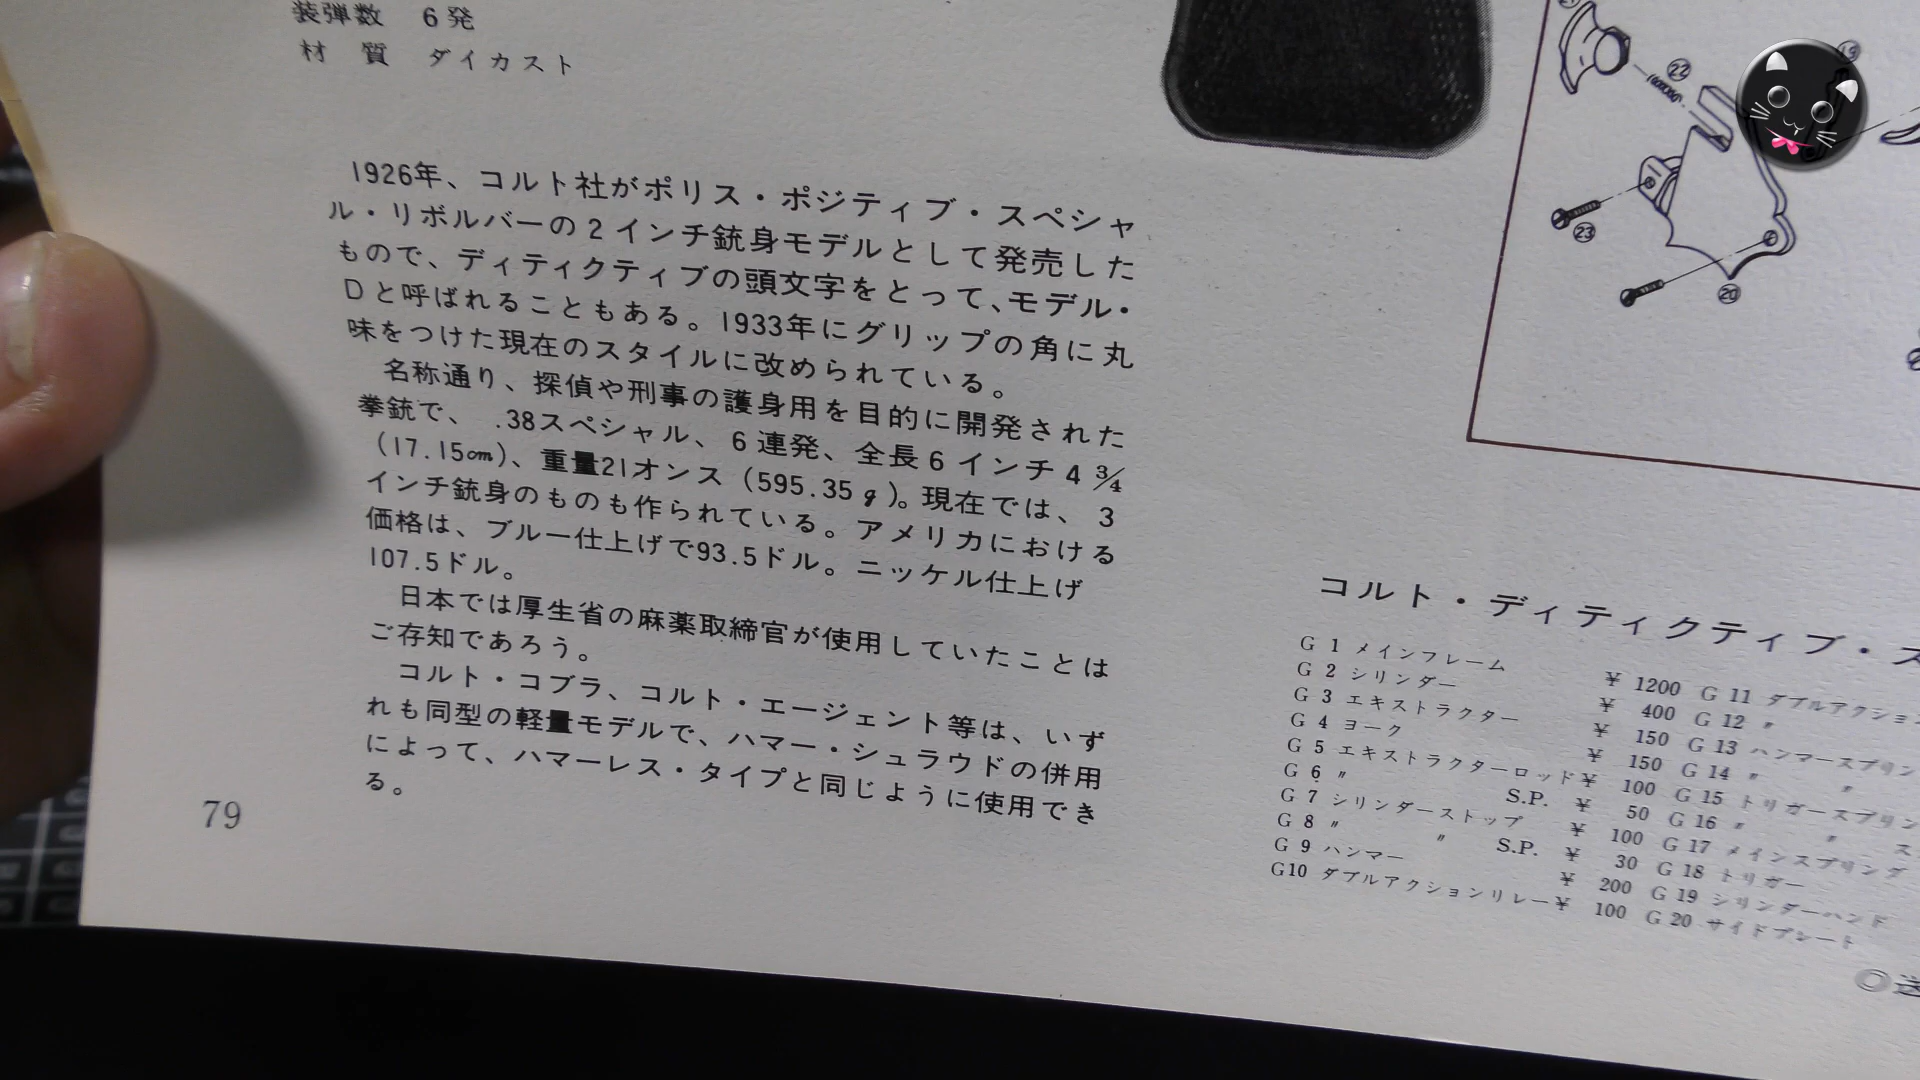 装弾数 6発
材 質 ダイカスト
1926年、コルト社がポリス・ポジティブ・スペシャ
ル・リボルバーの2インチ銃身モデルとして発売した
もので、ディティクティブの頭文字をとって、モデル・
Dと呼ばれることもある。1933年にグリップの角に丸
味をつけた現在のスタイルに改められている。
名称通り、探偵や刑事の護身用を目的に開発された
拳銃で、 .38スペシャル、6連発、全長6インチ4 3/4
(17.15cm)、重量21オンス(595.35g)。現在では、3
インチ銃身のものも作られている。アメリカにおける
価格は、ブルー仕上げで93.5ドル。ニッケル仕上げ
107.5ドル。
日本では厚生省の麻薬取締官が使用していたことは
ご存知であろう。
コルト・コブラ、コルト・エージェント等は、いず
れも同型の軽量モデルで、ハマー・シュラウドの併用
によって、ハマーレス・タイプと同じように使用でき
る。
79
㉒
㉓
⑳
⑲
コルト・ディティクティブ・ス
G 1 メインフレーム ¥ 1200
G 2 シリンダー ¥ 400
G 3 エキストラクター ¥ 150
G 4 ヨーク ¥ 150
G 5 エキストラクターロッド ¥ 100
G 6 〃 S.P. ¥ 50
G 7 シリンダーストップ ¥ 100
G 8 〃 〃 S.P. ¥ 30
G 9 ハンマー ¥ 200
G10 ダブルアクションリレー ¥ 100
G 11 ダブルアクション
G 12 〃
G 13 ハンマースプリン
G 14 〃 〃
G 15 トリガースプリン
G 16 〃 〃 ス
G 17 メインスプリング
G 18 トリガー
G 19 シリンダーハンド
G 20 サイドプレート
◎送